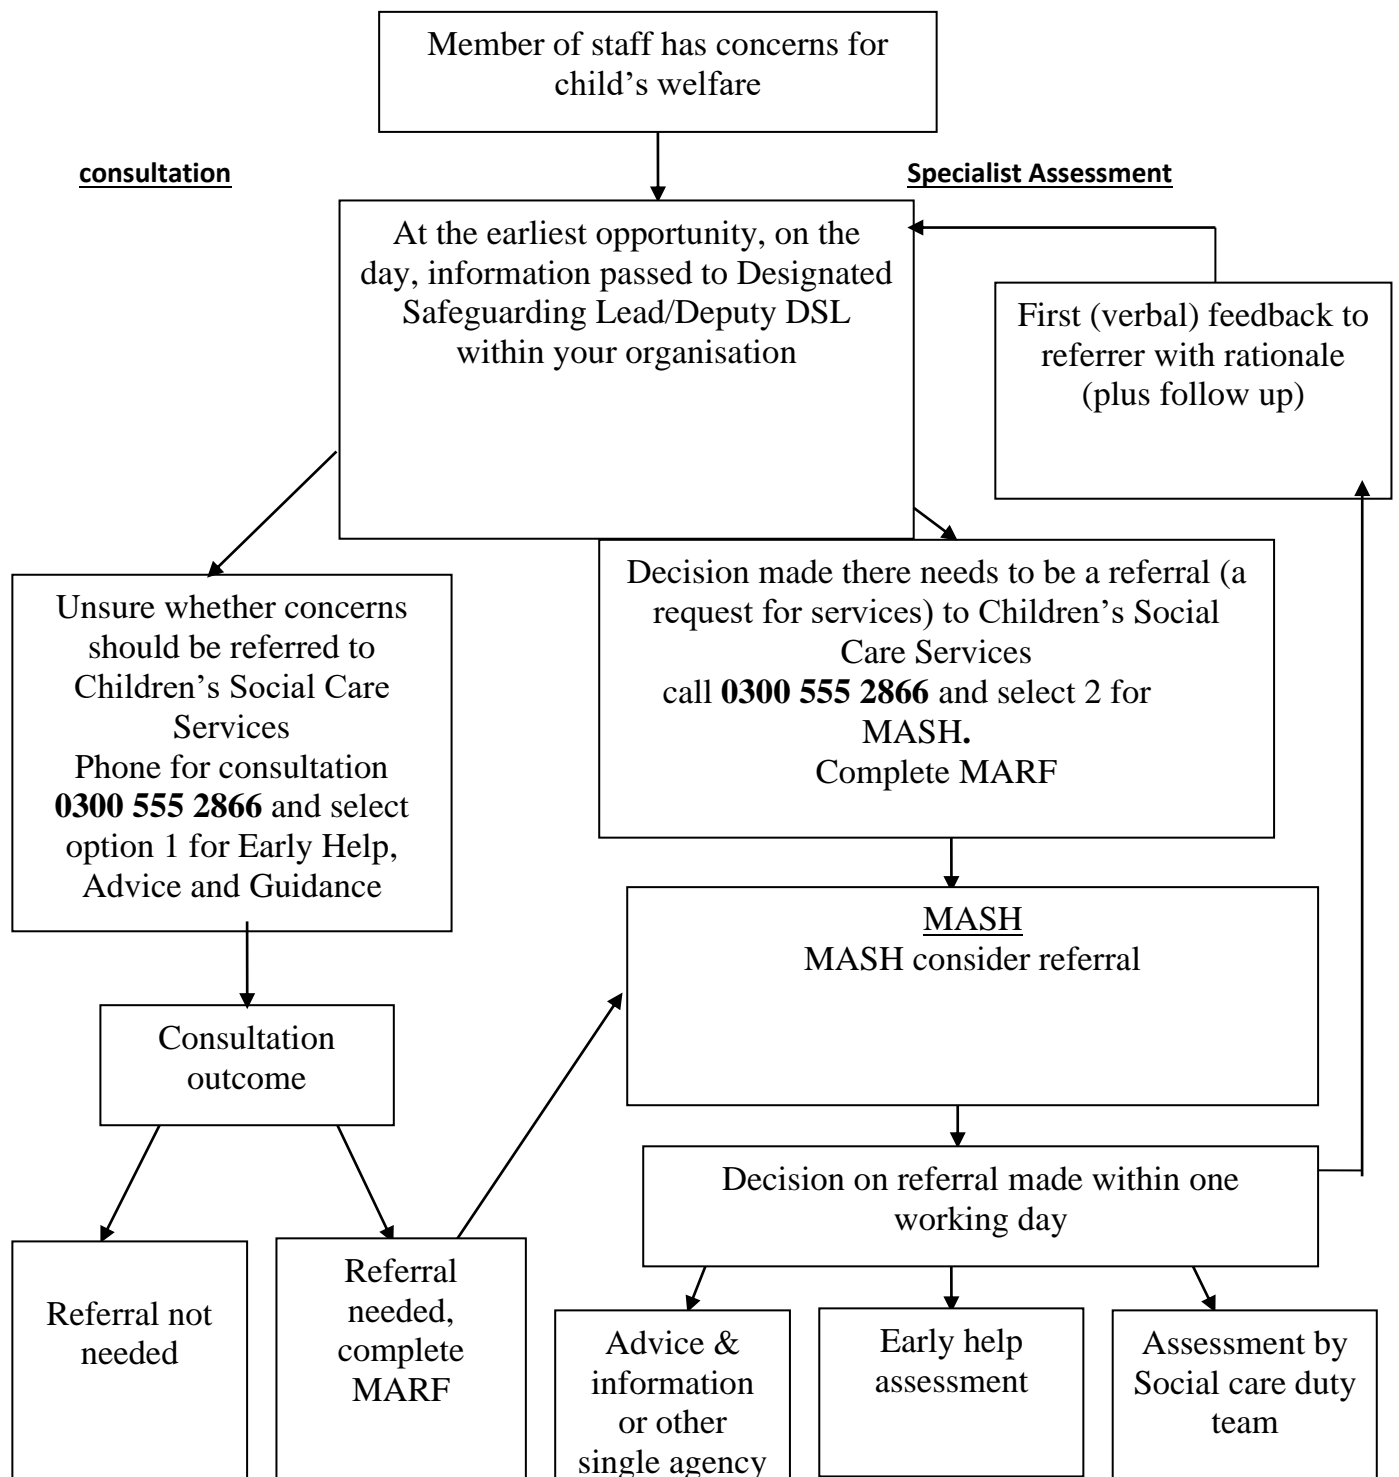 Member of staff has concerns for
child’s welfare
consultation
Specialist Assessment
At the earliest opportunity, on the
day, information passed to Designated
Safeguarding Lead/Deputy DSL
within your organisation
First (verbal) feedback to
referrer with rationale
(plus follow up)
Unsure whether concerns
should be referred to
Children’s Social Care
Services
Phone for consultation
0300 555 2866 and select
option 1 for Early Help,
Advice and Guidance
Decision made there needs to be a referral (a
request for services) to Children’s Social
Care Services
call 0300 555 2866 and select 2 for
MASH.
Complete MARF
MASH
MASH consider referral
Consultation
outcome
Decision on referral made within one
working day
Referral not
needed
Referral
needed,
complete
MARF
Advice &
information
or other
single agency
Early help
assessment
Assessment by
Social care duty
team